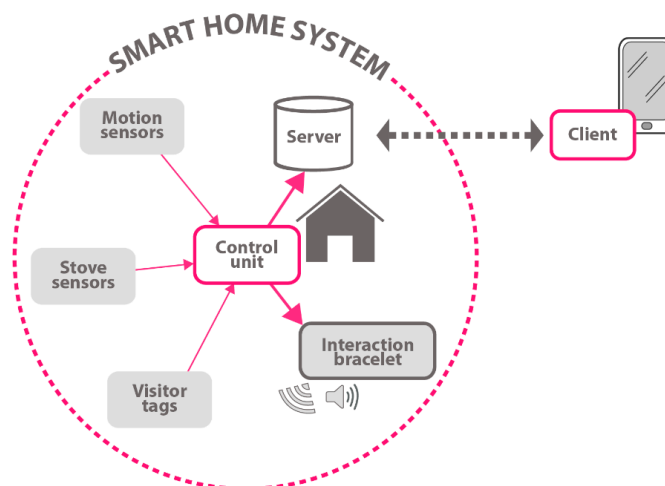 SMART HOME SYSTEM
Motion
sensors
Server
Client
Control
unit
Stove
sensors
Interaction
bracelet
Visitor
tags